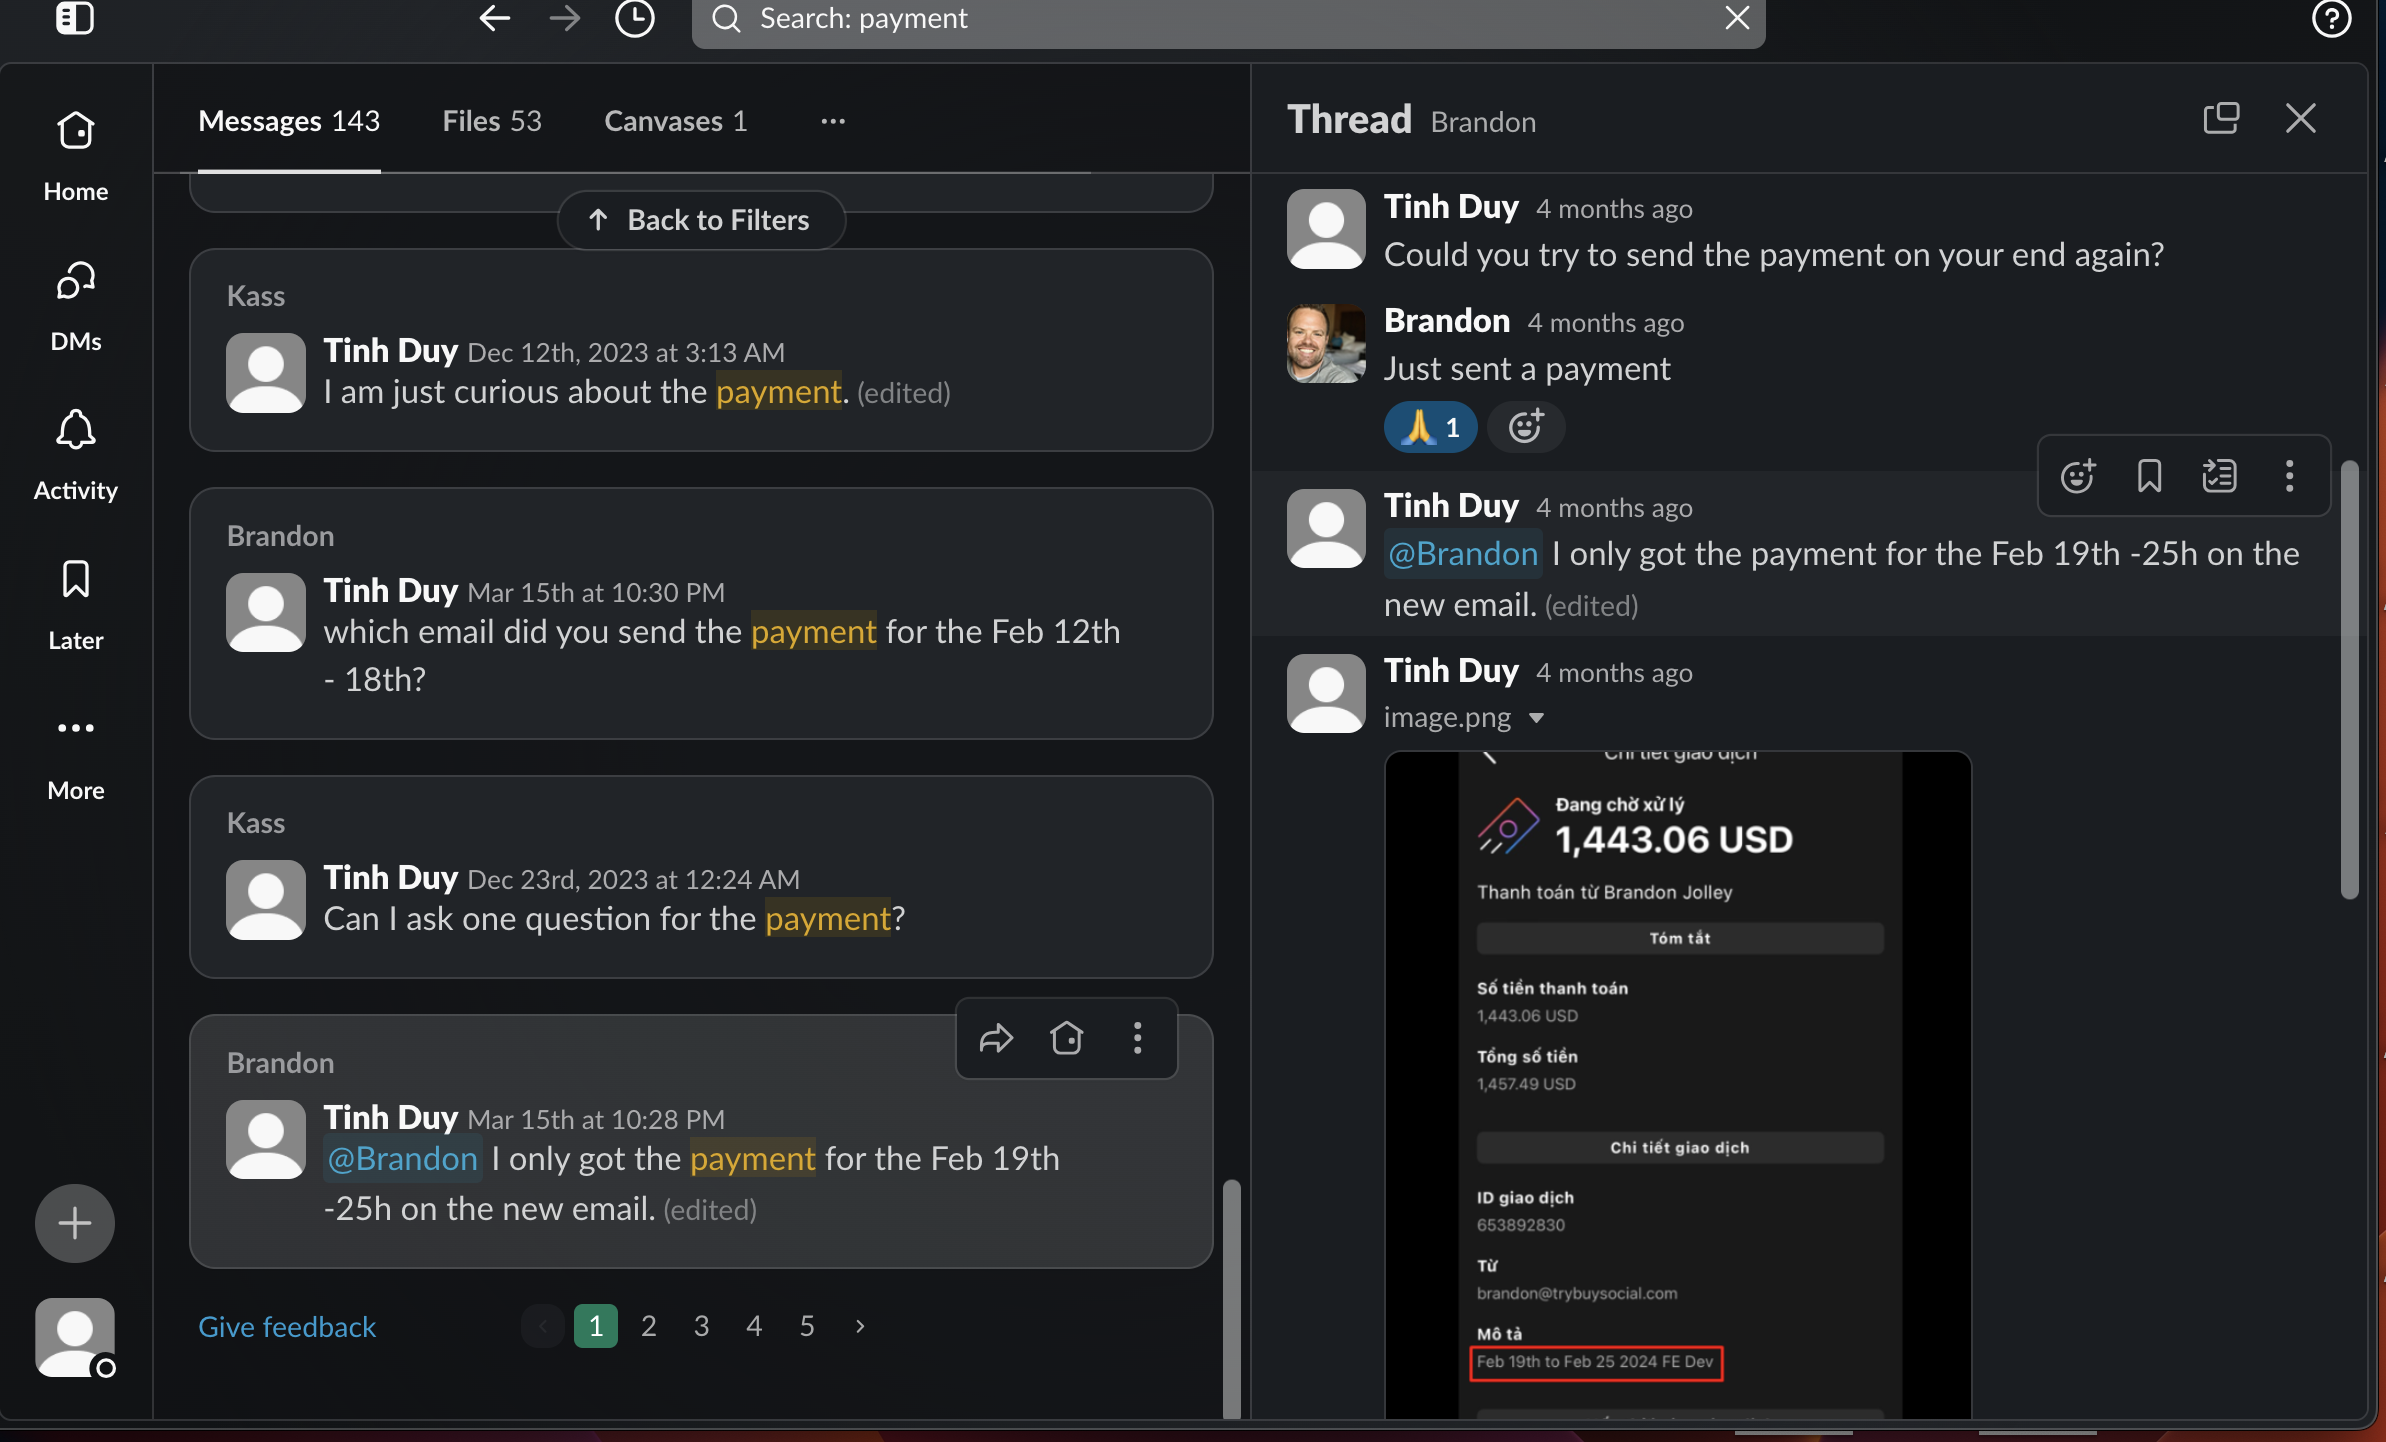 Search: payment
Home
DMs
Activity
Later
More
Messages 143
Files 53
Canvases 1
Back to Filters
Kass
Tinh Duy Dec 12th, 2023 at 3:13 AM
I am just curious about the payment. (edited)
Brandon
Tinh Duy Mar 15th at 10:30 PM
which email did you send the payment for the Feb 12th
- 18th?
Kass
Tinh Duy Dec 23rd, 2023 at 12:24 AM
Can I ask one question for the payment?
Brandon
Tinh Duy Mar 15th at 10:28 PM
@Brandon I only got the payment for the Feb 19th
-25h on the new email. (edited)
Give feedback
1 2 3 4 5
Thread Brandon
Tinh Duy 4 months ago
Could you try to send the payment on your end again?
Brandon 4 months ago
Just sent a payment
1
Tinh Duy 4 months ago
@Brandon I only got the payment for the Feb 19th -25h on the
new email. (edited)
Tinh Duy 4 months ago
image.png
Chi tiết giao dịch
Đang chờ xử lý
1,443.06 USD
Thanh toán từ Brandon Jolley
Tóm tắt
Số tiền thanh toán
1,443.06 USD
Tổng số tiền
1,457.49 USD
Chi tiết giao dịch
ID giao dịch
653892830
Từ
brandon@trybuysocial.com
Mô tả
Feb 19th to Feb 25 2024 FE Dev